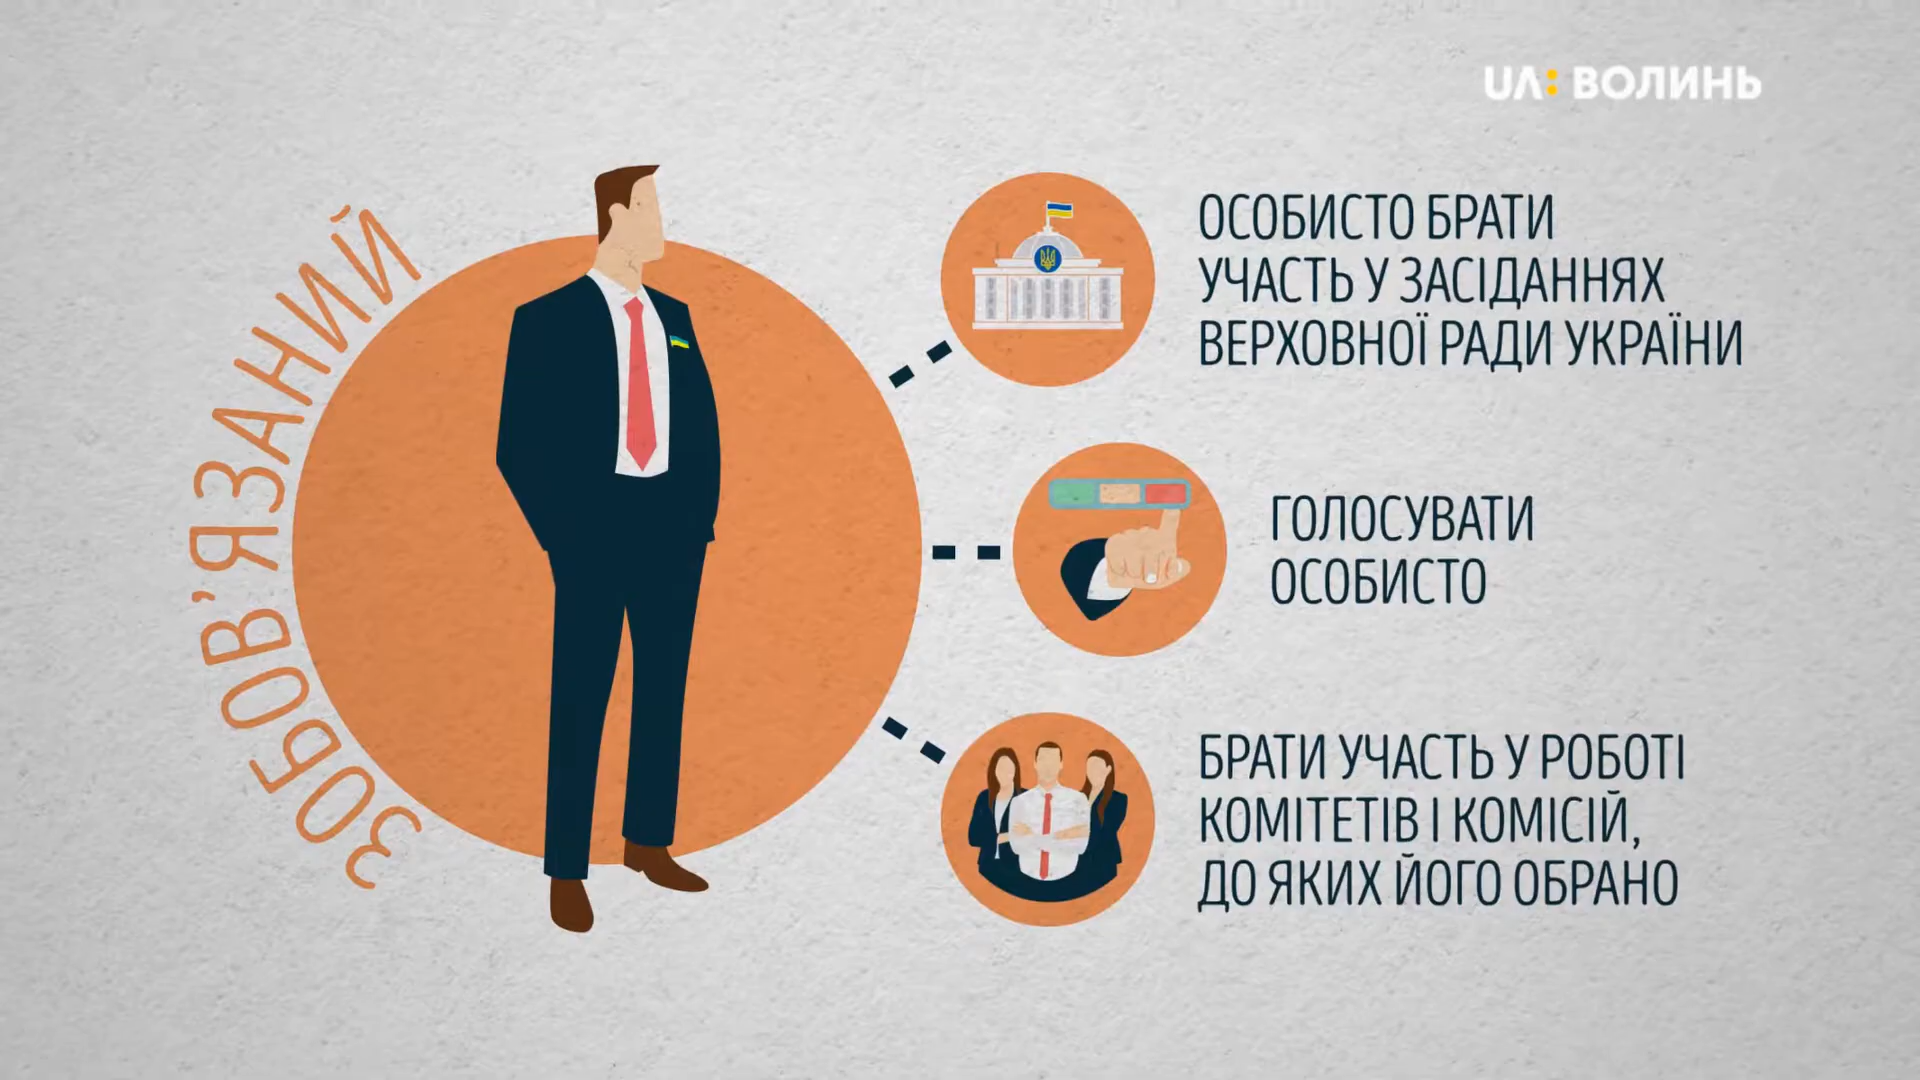 UA: ВОЛИНЬ
ЗОБОВ'ЯЗАНИЙ
ОСОБИСТО БРАТИ
УЧАСТЬ У ЗАСІДАННЯХ
ВЕРХОВНОЇ РАДИ УКРАЇНИ
ГОЛОСУВАТИ
ОСОБИСТО
БРАТИ УЧАСТЬ У РОБОТІ
КОМІТЕТІВ І КОМІСІЙ,
ДО ЯКИХ ЙОГО ОБРАНО